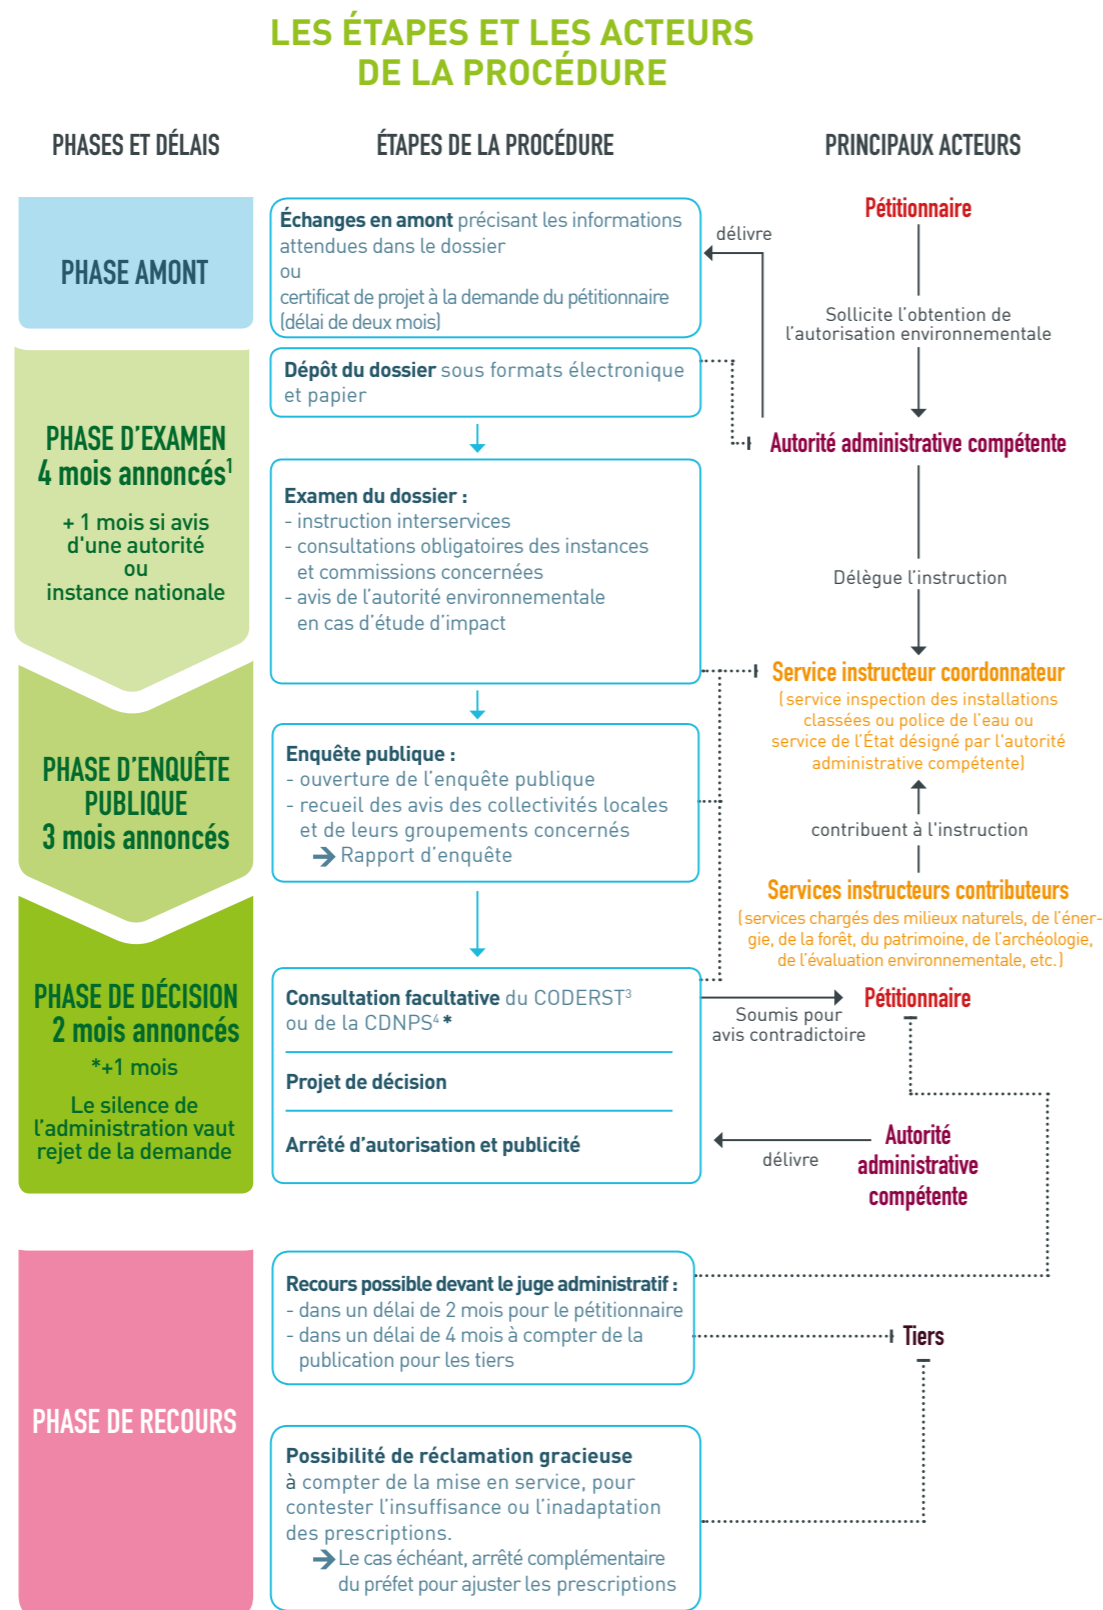 LES ÉTAPES ET LES ACTEURS
DE LA PROCÉDURE
PHASES ET DÉLAIS
ÉTAPES DE LA PROCÉDURE
PRINCIPAUX ACTEURS
PHASE AMONT
Échanges en amont précisant les informations
attendues dans le dossier
ou
certificat de projet à la demande du pétitionnaire
(délai de deux mois)
délivre
Pétitionnaire
Sollicite l'obtention de
l'autorisation environnementale
PHASE D'EXAMEN
4 mois annoncés¹
+ 1 mois si avis
d'une autorité
ou
instance nationale
Dépôt du dossier sous formats électronique
et papier
Autorité administrative compétente
Examen du dossier :
- instruction interservices
- consultations obligatoires des instances
et commissions concernées
- avis de l'autorité environnementale
en cas d'étude d'impact
Délègue l'instruction
Service instructeur coordonnateur
(service inspection des installations
classées ou police de l'eau ou
service de l'État désigné par l'autorité
administrative compétente)
PHASE D'ENQUÊTE
PUBLIQUE
3 mois annoncés
Enquête publique :
- ouverture de l'enquête publique
- recueil des avis des collectivités locales
et de leurs groupements concernés
→ Rapport d'enquête
contribuent à l'instruction
Services instructeurs contributeurs
(services chargés des milieux naturels, de l'éner-
gie, de la forêt, du patrimoine, de l'archéologie,
de l'évaluation environnementale, etc.)
PHASE DE DÉCISION
2 mois annoncés
*+1 mois
Le silence de
l'administration vaut
rejet de la demande
Consultation facultative du CODERST³
ou de la CDNPS⁴ *
Projet de décision
Arrêté d'autorisation et publicité
Soumis pour
avis contradictoire
Pétitionnaire
délivre
Autorité
administrative
compétente
PHASE DE RECOURS
Recours possible devant le juge administratif :
- dans un délai de 2 mois pour le pétitionnaire
- dans un délai de 4 mois à compter de la
publication pour les tiers
Tiers
Possibilité de réclamation gracieuse
à compter de la mise en service, pour
contester l'insuffisance ou l'inadaptation
des prescriptions.
→ Le cas échéant, arrêté complémentaire
du préfet pour ajuster les prescriptions